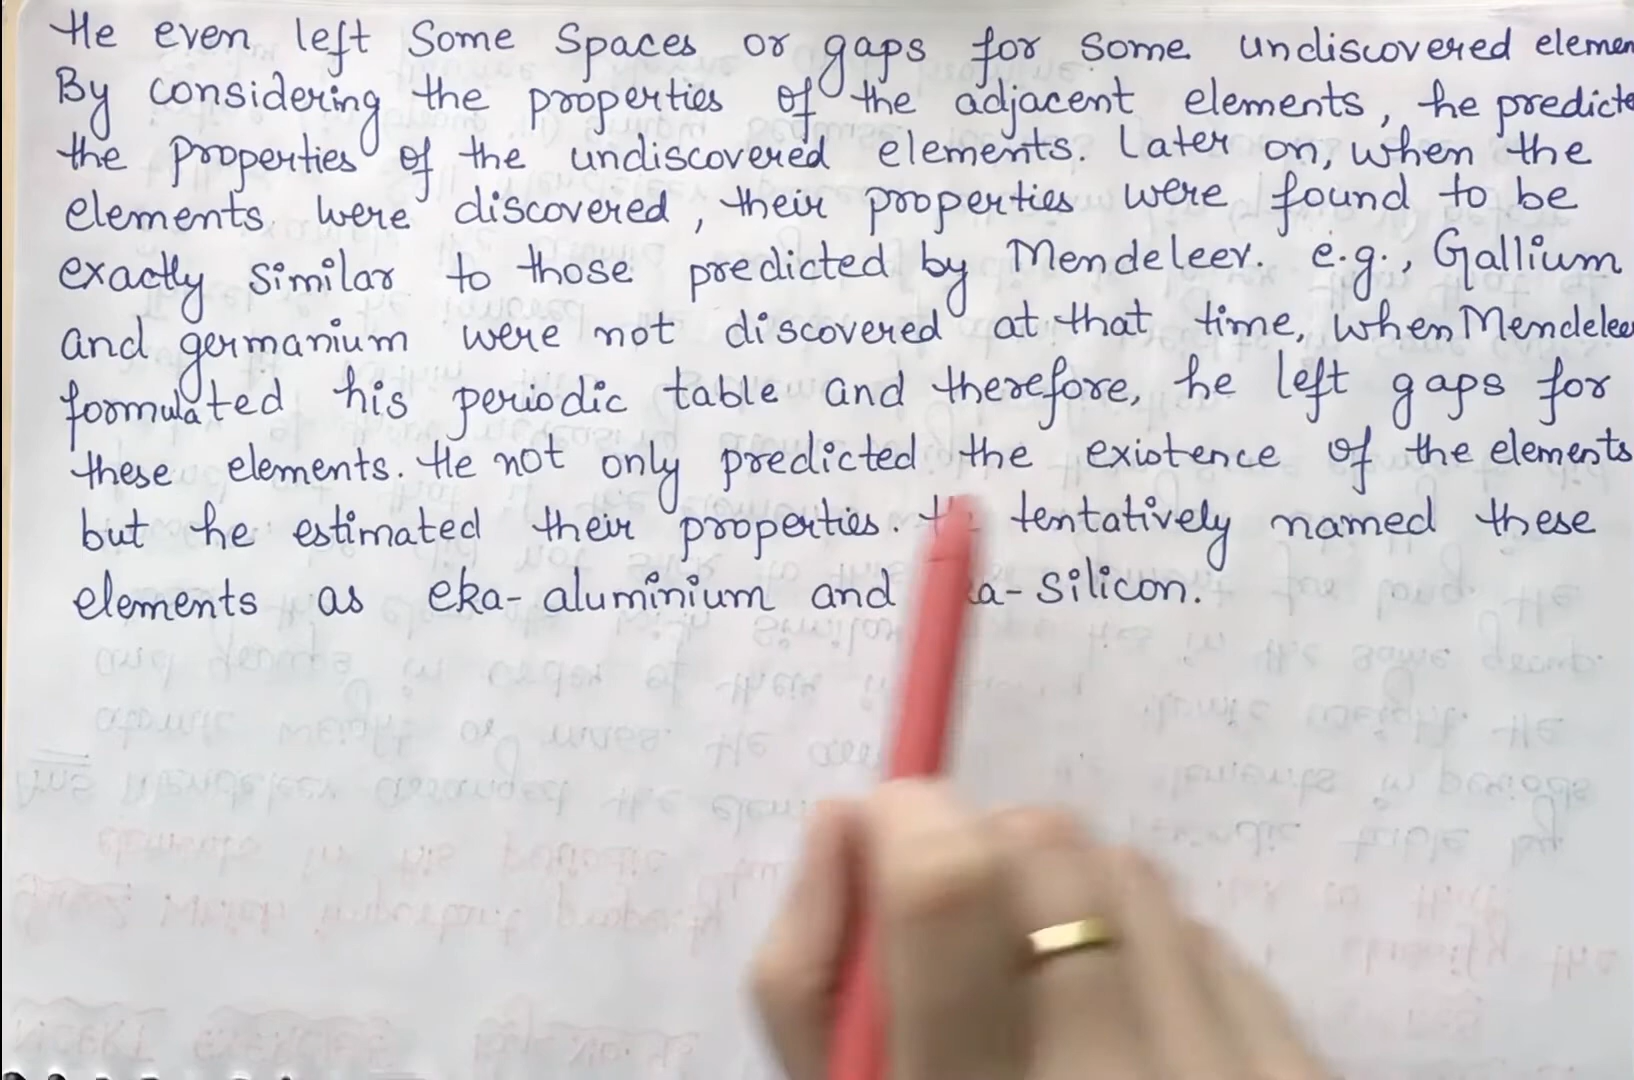 He even left some spaces or gaps for some undiscovered elemen
By considering the properties of the adjacent elements, he predicte
the properties of the undiscovered elements. Later on, when the
elements were discovered, their properties were found to be
exactly similar to those predicted by Mendeleev. e.g., Gallium
and germanium were not discovered at that time, when Mendelee
formulated his periodic table and therefore, he left gaps for
these elements. He not only predicted the existence of the elements
but he estimated their properties. tentatively named these
elements as eka-aluminium and a-silicon.